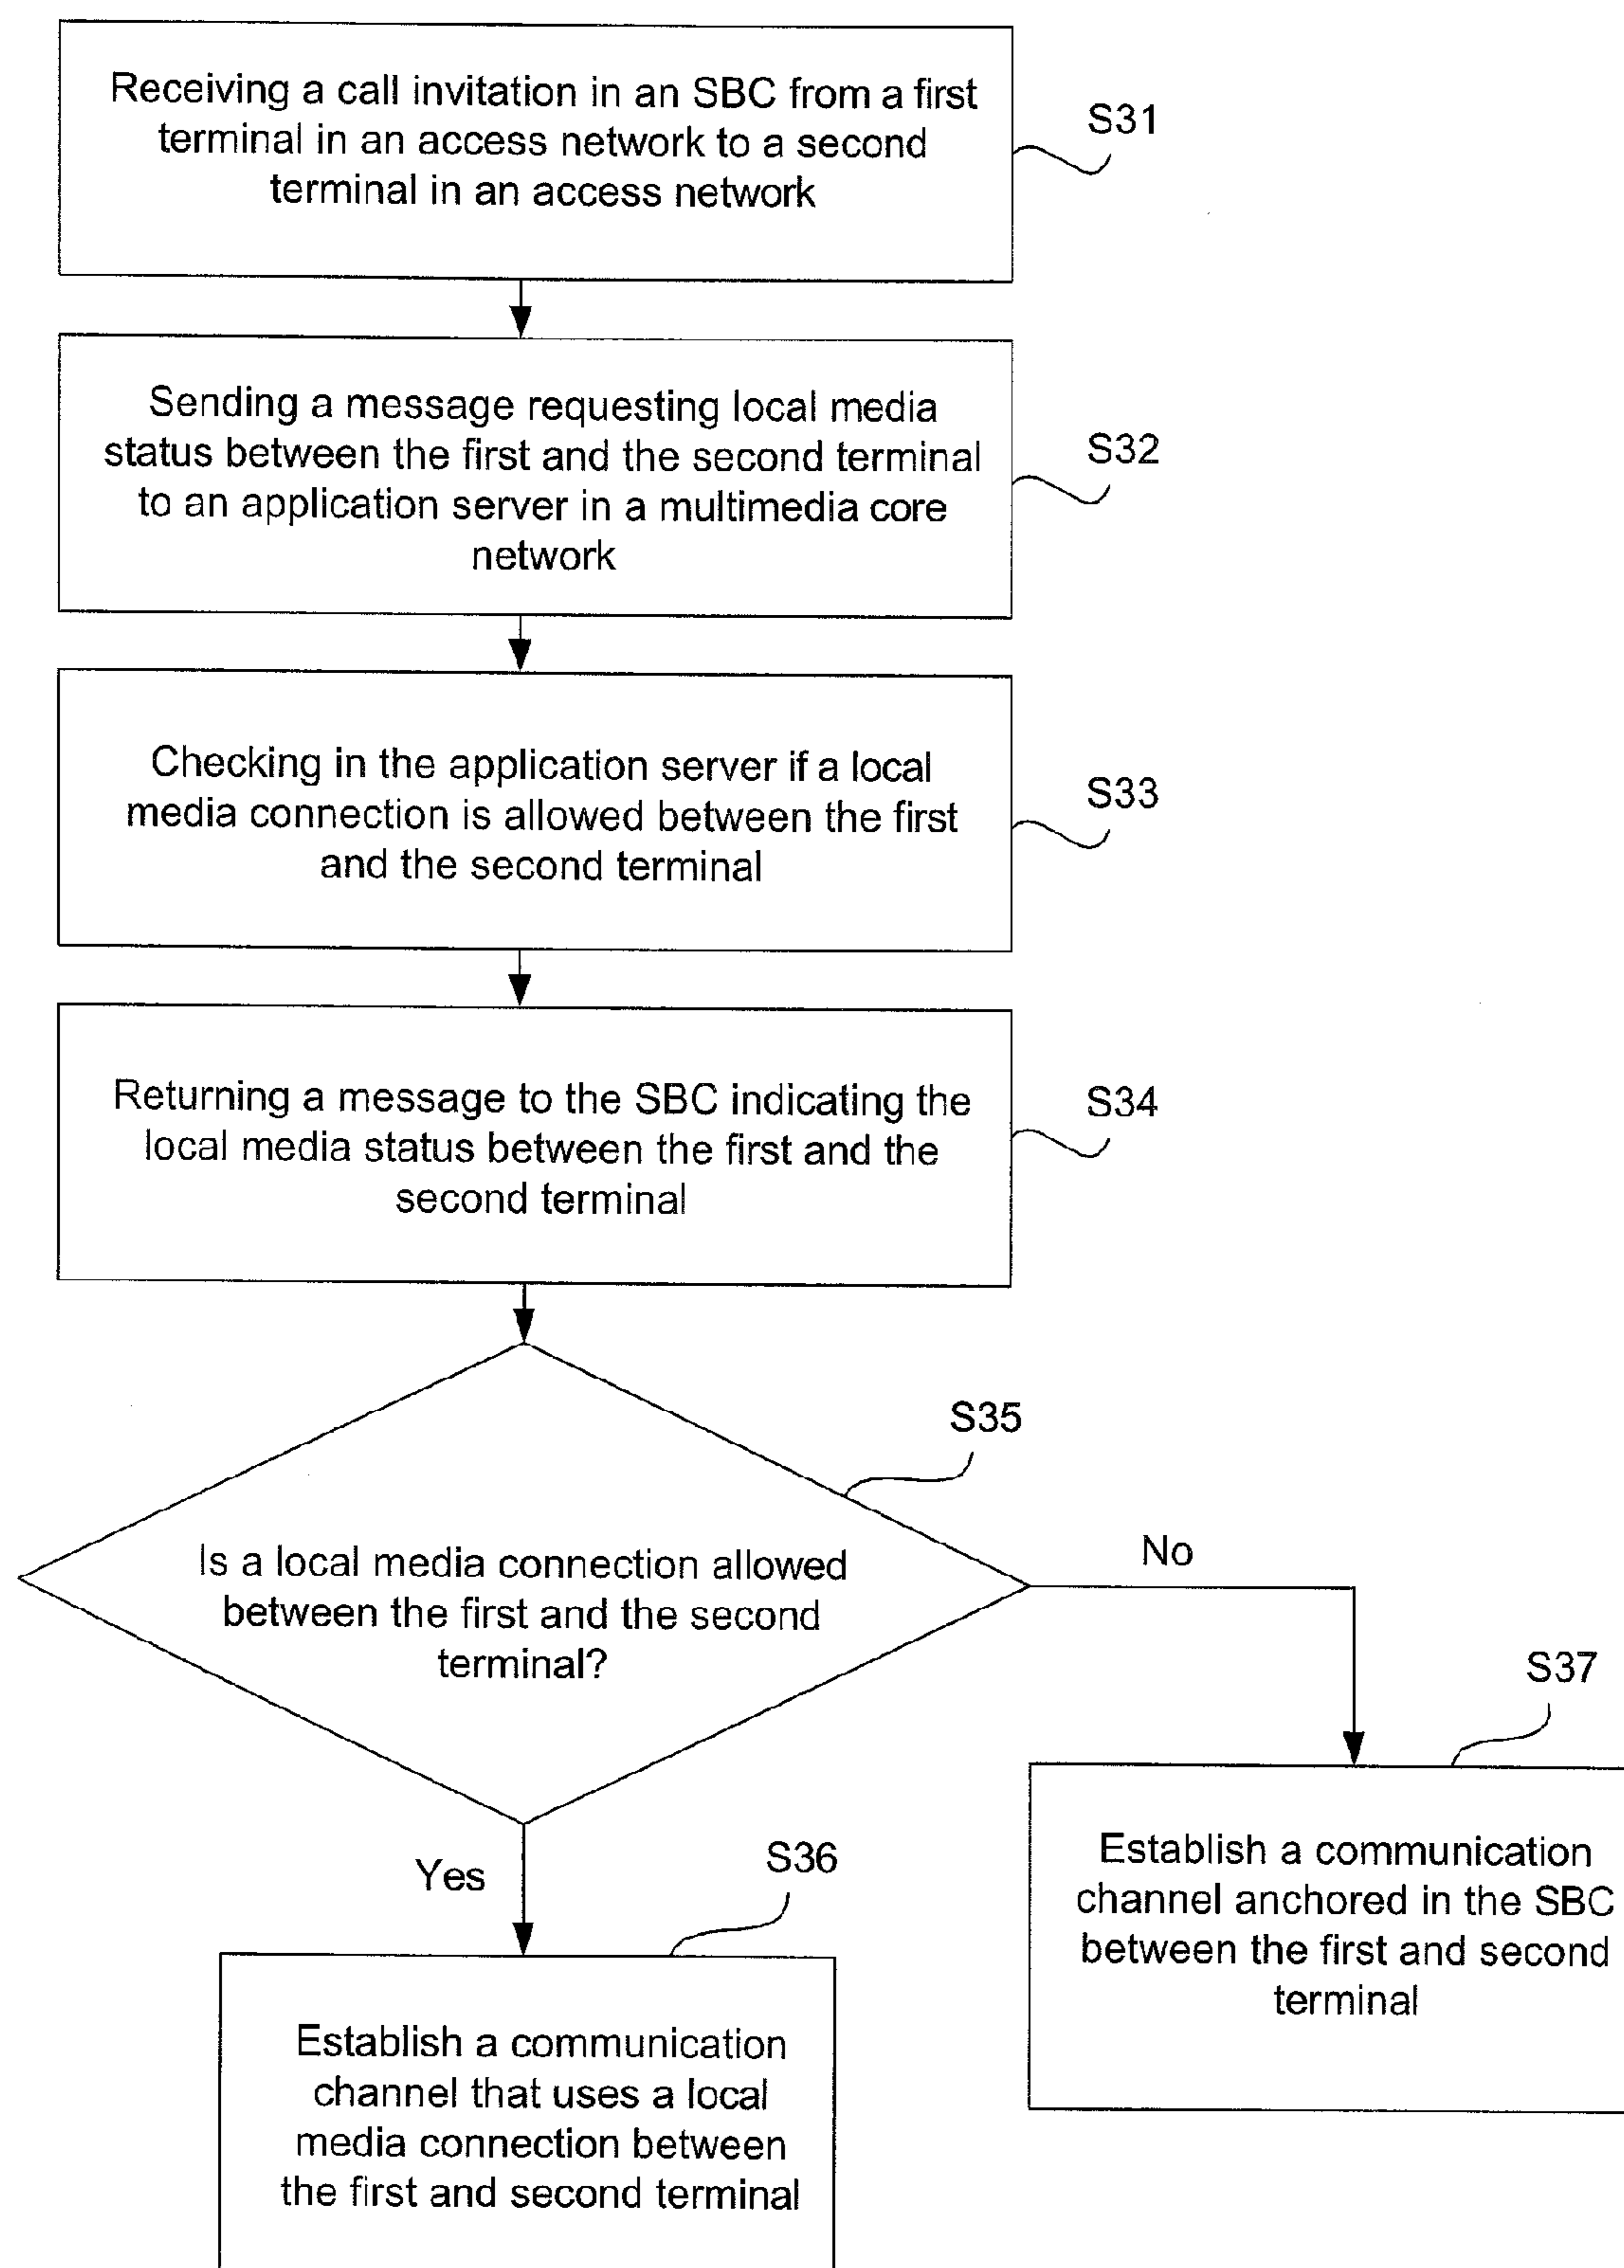 Receiving a call invitation in an SBC from a first
terminal in an access network to a second
terminal in an access network
S31
Sending a message requesting local media
status between the first and the second terminal
to an application server in a multimedia core
network
S32
Checking in the application server if a local
media connection is allowed between the first
and the second terminal
S33
Returning a message to the SBC indicating the
local media status between the first and the
second terminal
S34
S35
Is a local media connection allowed
between the first and the second
terminal?
No
S37
Establish a communication
channel anchored in the SBC
between the first and second
terminal
Yes
S36
Establish a communication
channel that uses a local
media connection between
the first and second terminal